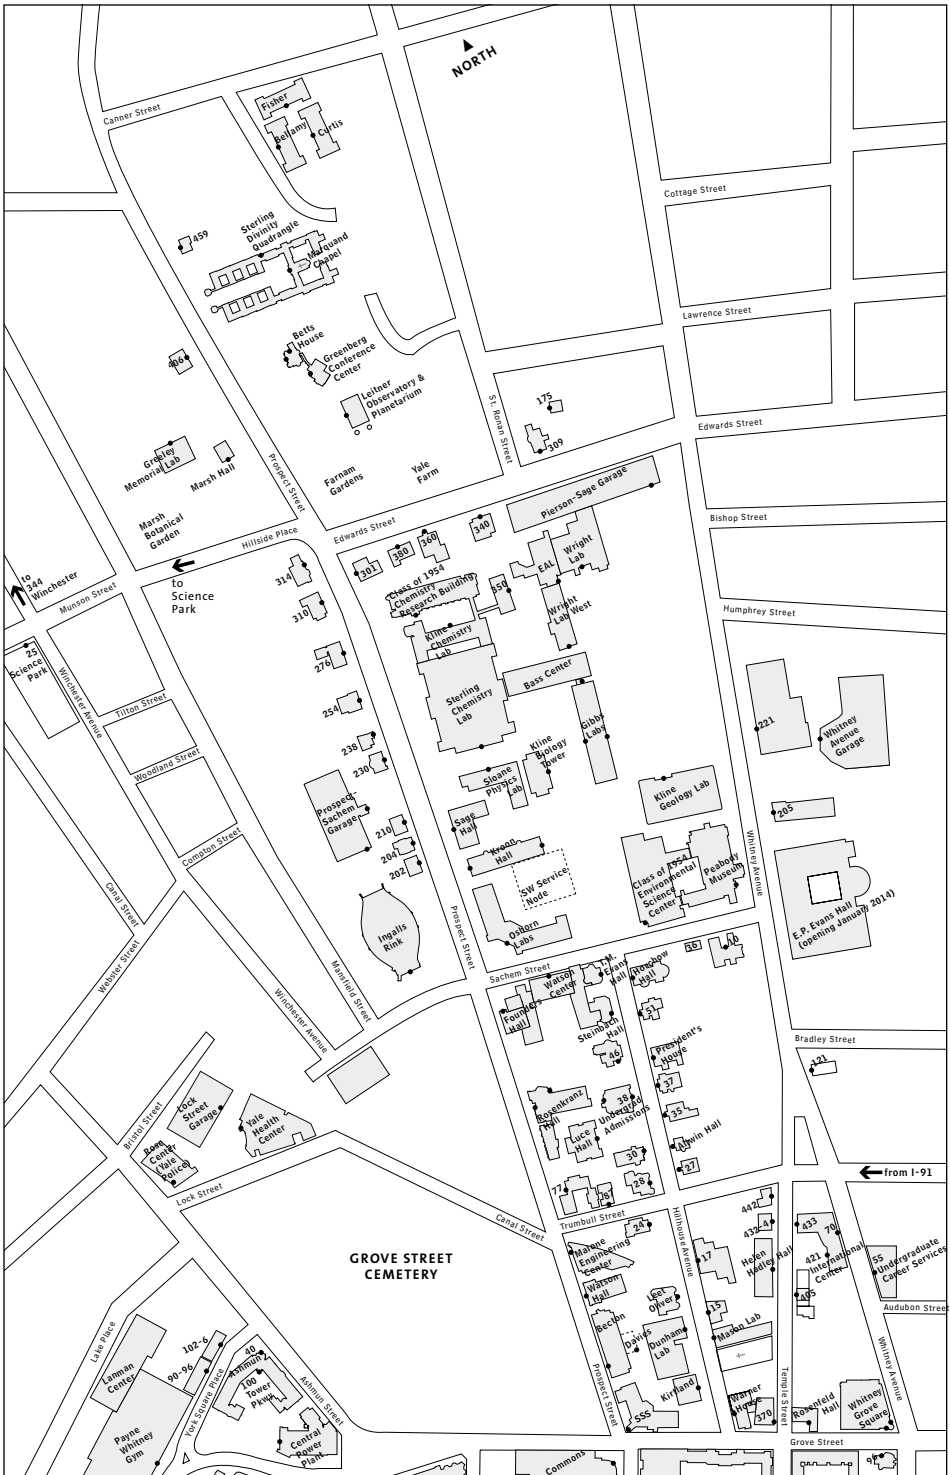 NORTH
Canner Street
Fisher
Bellamy
Curtis
Cottage Street
459
Sterling
Divinity
Quadrangle
Marquand
Chapel
Lawrence Street
Betts
House
Greenberg
Conference
Center
406
Leitner
Observatory &
Planetarium
175
St. Ronan Street
309
Edwards Street
Greeley
Memorial Lab
Marsh Hall
Prospect Street
Farnam
Gardens
Yale
Farm
Pierson-Sage Garage
Marsh
Botanical
Garden
Hillside Place
Edwards Street
Bishop Street
340
360
380
301
EAL
Wright
Lab
to
Science
Park
to
344
Winchester
Munson Street
314
310
Class of 1954
Chemistry
Research Building
350
Wright
Lab West
Humphrey Street
Kline
Chemistry
Lab
25
Science
Park
276
Winchester Avenue
Tilton Street
254
Sterling
Chemistry
Lab
Bass Center
Gibbs
Labs
221
Whitney
Avenue
Garage
Woodland Street
238
230
Kline
Biology
Tower
Sloane
Physics
Lab
Kline
Geology Lab
Prospect-
Sachem
Garage
210
204
202
Sage
Hall
Kroon
Hall
205
Compton Street
Whitney Avenue
Class of 1954
Environmental
Science
Center
Peabody
Museum
SW Service
Node
Canal Street
Ingalls
Rink
Prospect Street
Osborn
Labs
E.P. Evans Hall
(opening January 2014)
Webster Street
Mansfield Street
Winchester Avenue
Sachem Street
36
10
Watson
Center
T.M.
Evans
Hall
Horchow
Hall
Founders
Hall
Steinbach
Hall
51
46
President's
House
Bradley Street
121
37
Lock
Street
Garage
Bristol Street
Yale
Health
Center
Rose
Center
(Yale
Police)
Rosenkranz
Hall
38
Undergrad
Admissions
35
Luce
Hall
Allwin Hall
30
27
from I-91
Lock Street
Canal Street
77
87
28
Trumbull Street
24
Hillhouse Avenue
442
432-4
433
70
GROVE STREET
CEMETERY
Malone
Engineering
Center
17
Helen
Hadley Hall
421
International
Center
55
Undergraduate
Career Services
Watson
Hall
Leet
Oliver
405
15
Audubon Street
Lake Place
Becton
Davies
Dunham
Lab
Mason Lab
102-6
90-96
40
Ashmun
Lanman
Center
100
Tower
Pkwy
York Square Place
Ashmun Street
Prospect Street
Kirtland
Temple Street
Whitney Avenue
Payne
Whitney
Gym
Central
Power
Plant
SSS
Warner
House
370
Rosenfeld
Hall
Whitney
Grove
Square
Grove Street
Commons